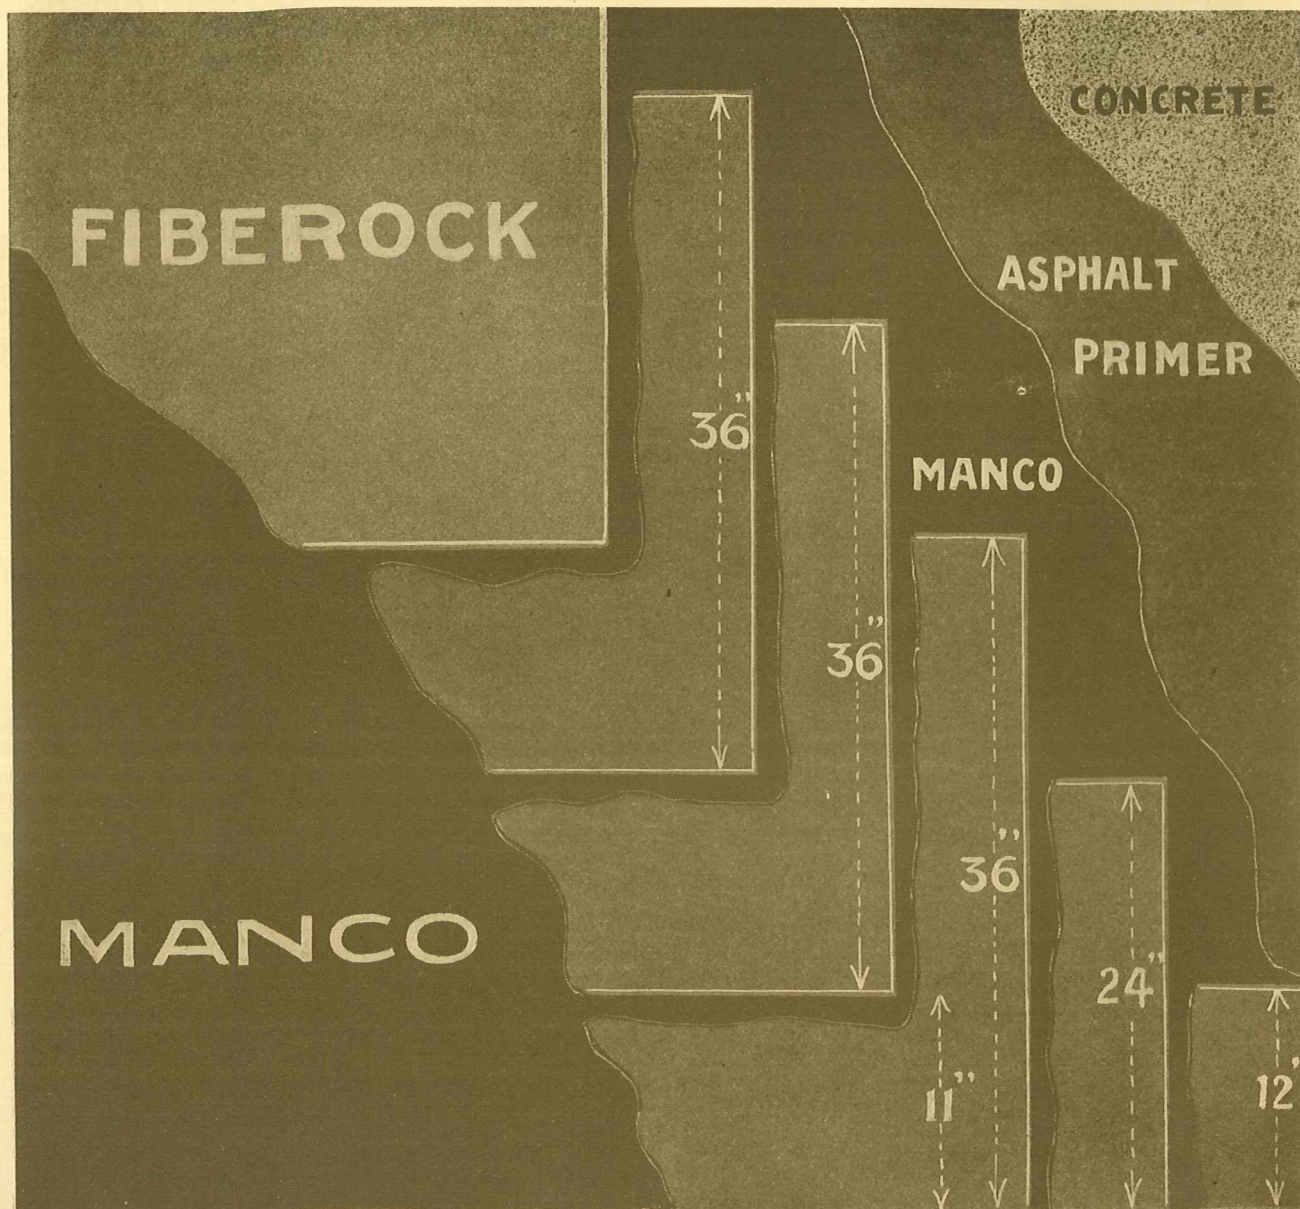 CONCRETE
FIBEROCK
ASPHALT
PRIMER
36"
MANCO
36"
36"
MANCO
24"
11"
12"